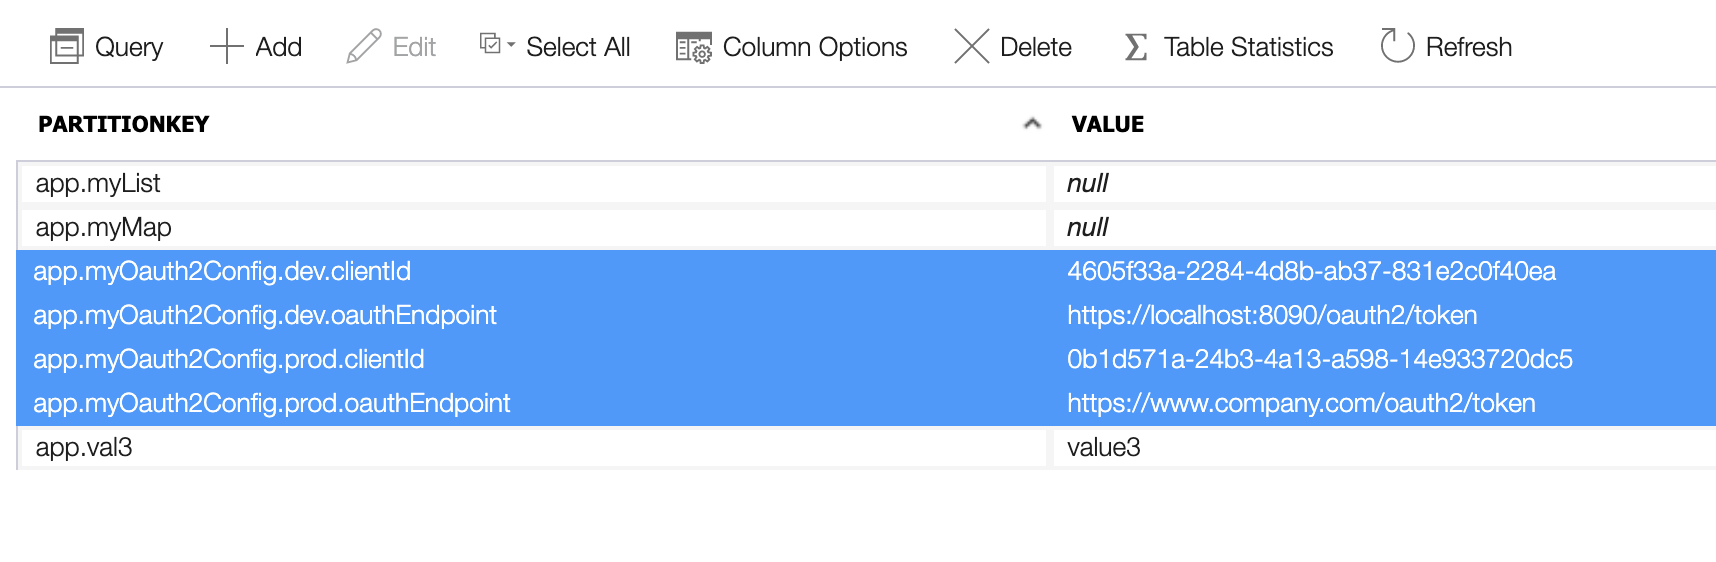 Query Add Edit Select All Column Options Delete Table Statistics Refresh
PARTITIONKEY VALUE
app.myList null
app.myMap null
app.myOauth2Config.dev.clientId 4605f33a-2284-4d8b-ab37-831e2c0f40ea
app.myOauth2Config.dev.oauthEndpoint https://localhost:8090/oauth2/token
app.myOauth2Config.prod.clientId 0b1d571a-24b3-4a13-a598-14e933720dc5
app.myOauth2Config.prod.oauthEndpoint https://www.company.com/oauth2/token
app.val3 value3